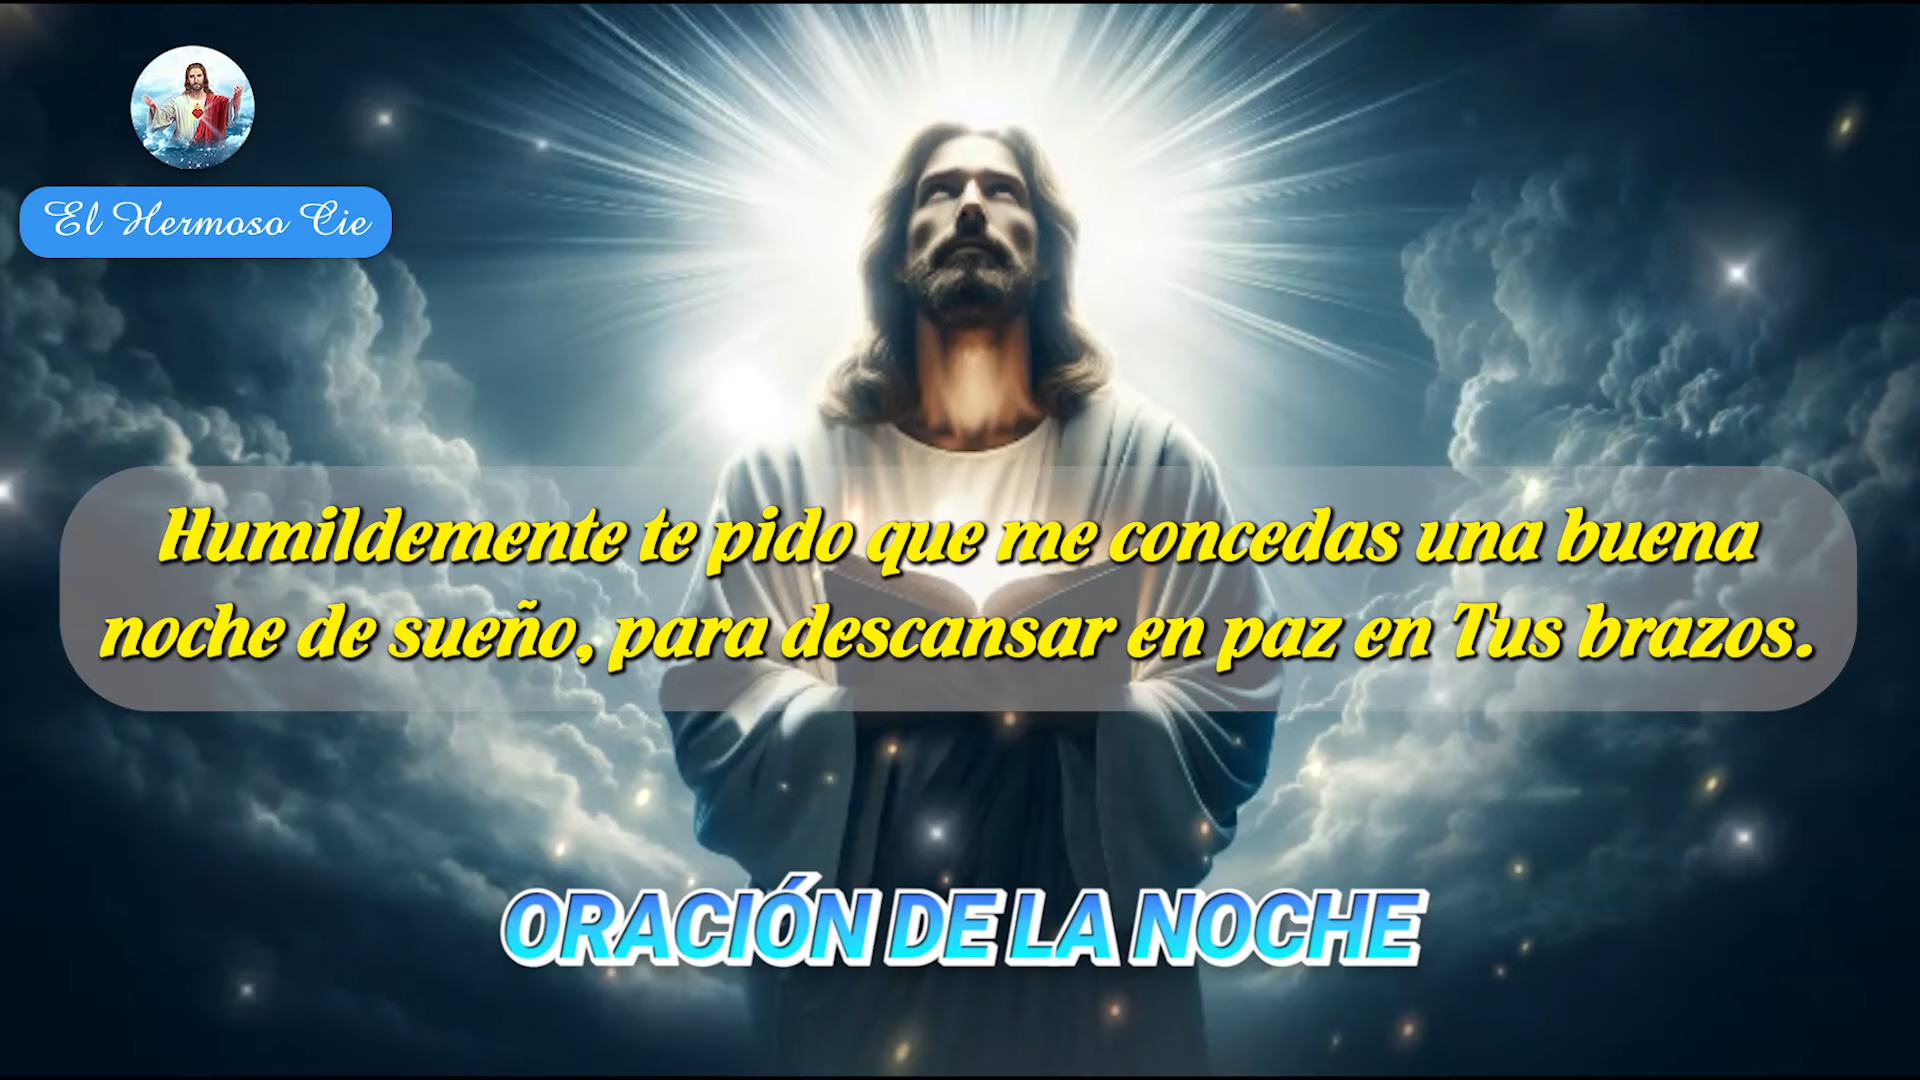 El Hermoso Cie
Humildemente te pido que me concedas una buena
noche de sueño, para descansar en paz en Tus brazos.
ORACIÓN DE LA NOCHE